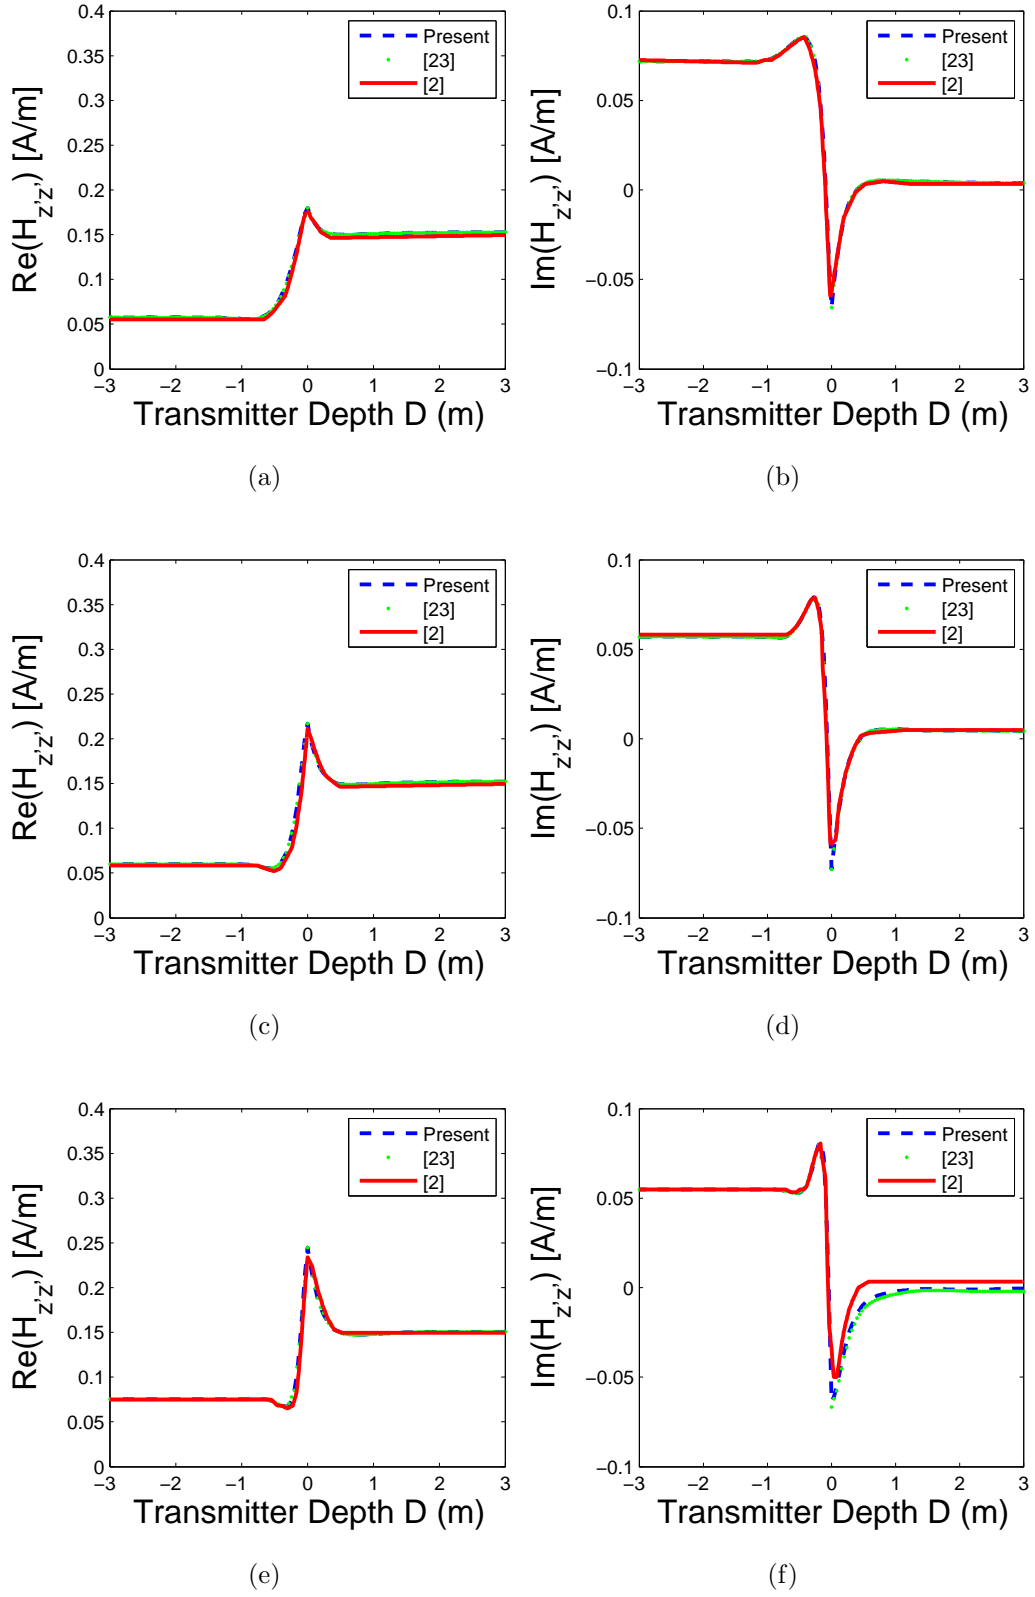 0.4
0.35
0.3
0.25
0.2
0.15
0.1
0.05
0
Re(H_{z'z'}) [A/m]
Present
[23]
[2]
−3 −2 −1 0 1 2 3
Transmitter Depth D (m)
(a)
0.1
0.05
0
−0.05
−0.1
Im(H_{z'z'}) [A/m]
Present
[23]
[2]
−3 −2 −1 0 1 2 3
Transmitter Depth D (m)
(b)
0.4
0.35
0.3
0.25
0.2
0.15
0.1
0.05
0
Re(H_{z'z'}) [A/m]
Present
[23]
[2]
−3 −2 −1 0 1 2 3
Transmitter Depth D (m)
(c)
0.1
0.05
0
−0.05
−0.1
Im(H_{z'z'}) [A/m]
Present
[23]
[2]
−3 −2 −1 0 1 2 3
Transmitter Depth D (m)
(d)
0.4
0.35
0.3
0.25
0.2
0.15
0.1
0.05
0
Re(H_{z'z'}) [A/m]
Present
[23]
[2]
−3 −2 −1 0 1 2 3
Transmitter Depth D (m)
(e)
0.1
0.05
0
−0.05
−0.1
Im(H_{z'z'}) [A/m]
Present
[23]
[2]
−3 −2 −1 0 1 2 3
Transmitter Depth D (m)
(f)